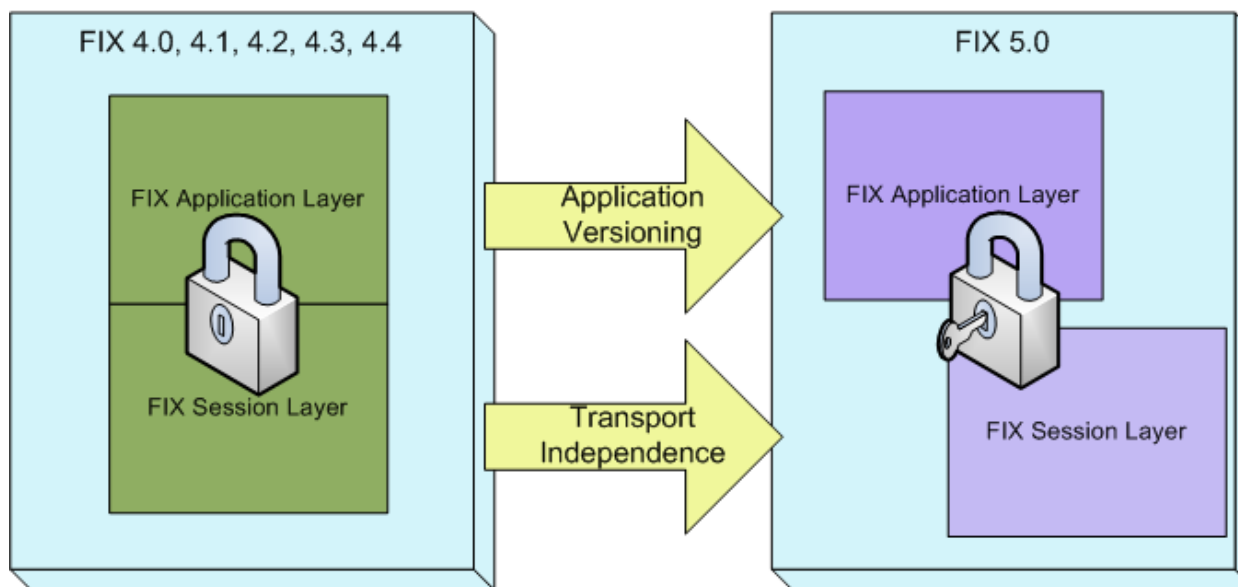 FIX 4.0, 4.1, 4.2, 4.3, 4.4
FIX Application Layer
FIX Session Layer
Application
Versioning
Transport
Independence
FIX 5.0
FIX Application Layer
FIX Session Layer